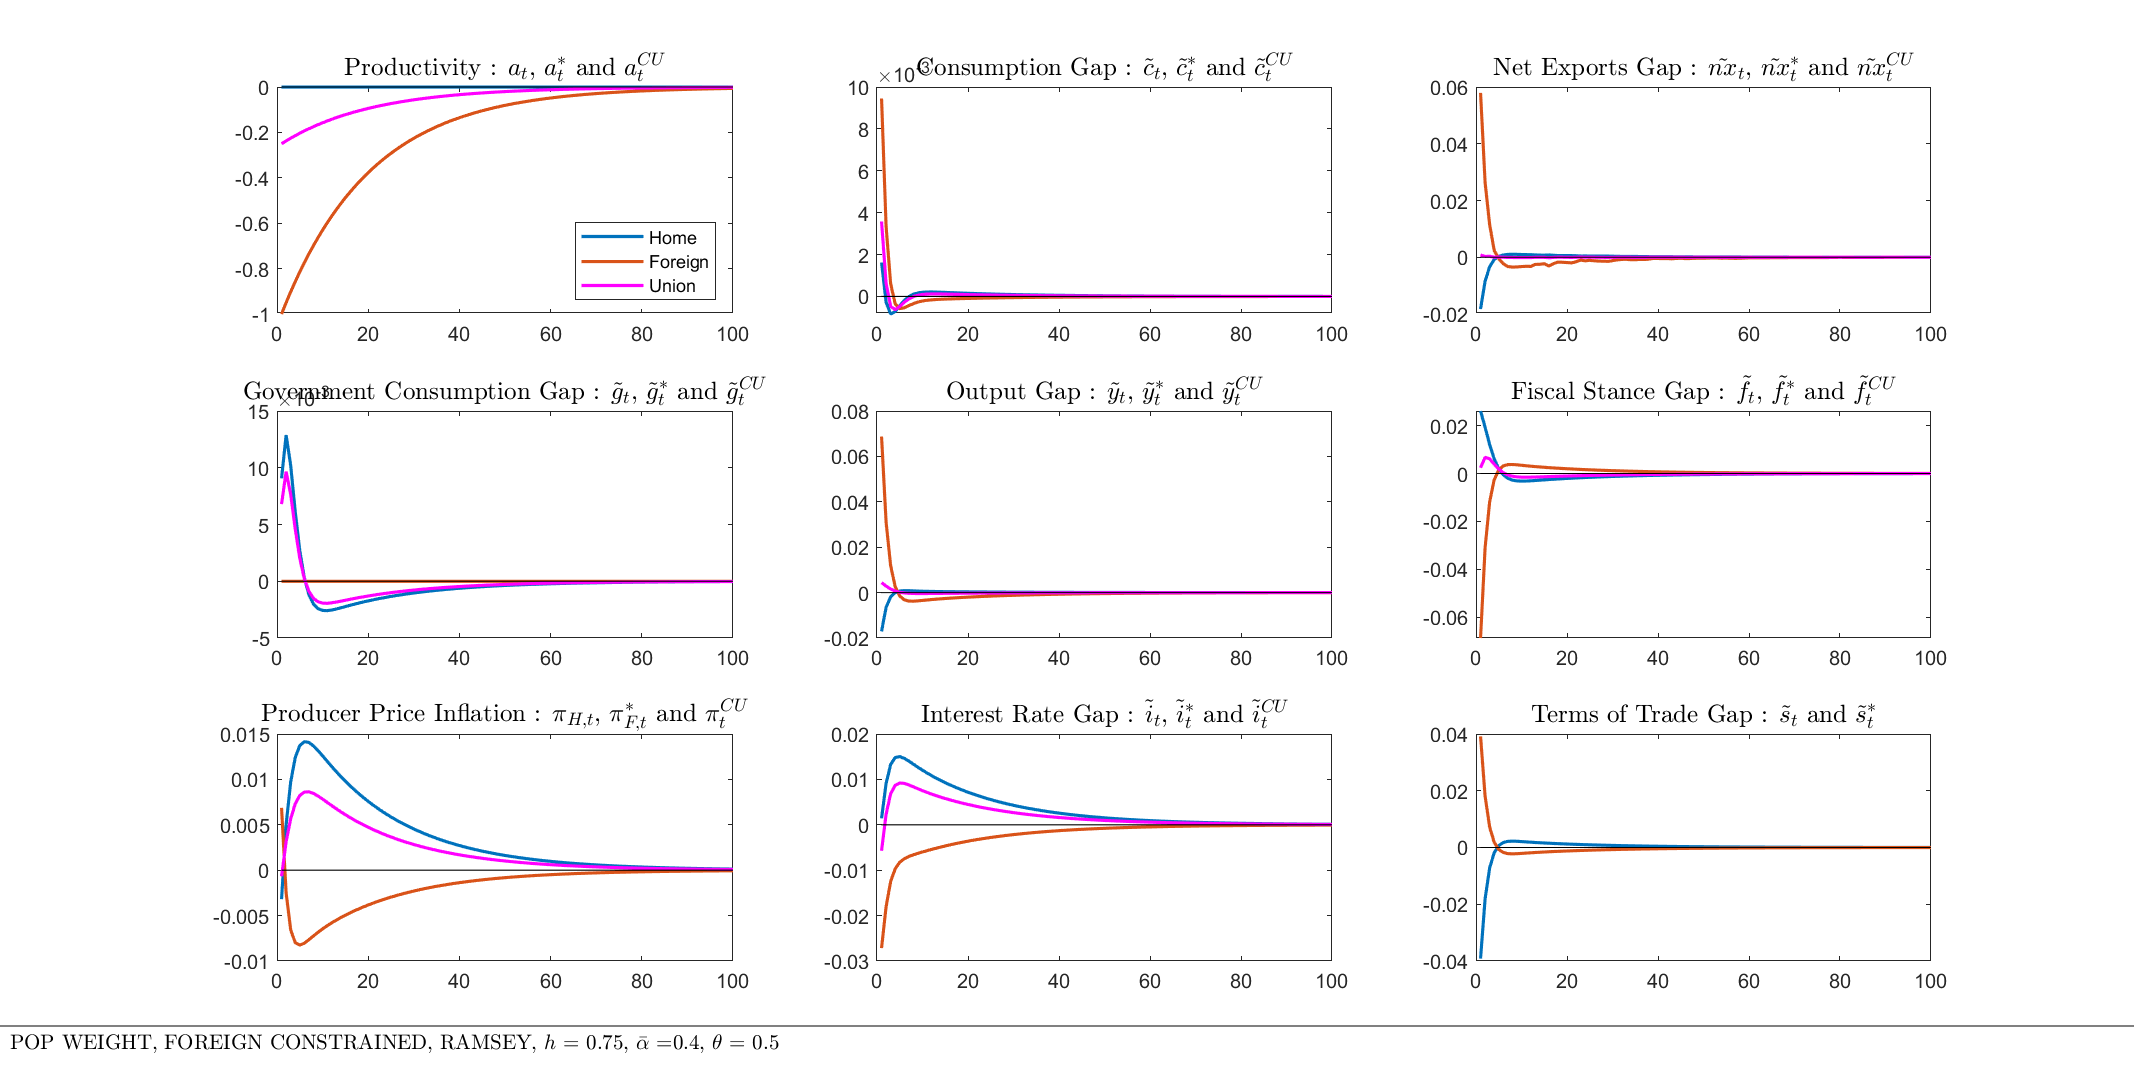 Productivity : a_t, a_t^* and a_t^{CU}
0
-0.2
-0.4
-0.6
-0.8
-1
0 20 40 60 80 100
Home
Foreign
Union
Consumption Gap : c̃_t, c̃_t^* and c̃_t^{CU}
×10^{-3}
10
8
6
4
2
0
0 20 40 60 80 100
Net Exports Gap : ñx_t, ñx_t^* and ñx_t^{CU}
0.06
0.04
0.02
0
-0.02
0 20 40 60 80 100
Government Consumption Gap : g̃_t, g̃_t^* and g̃_t^{CU}
×10^{-3}
15
10
5
0
-5
0 20 40 60 80 100
Output Gap : ỹ_t, ỹ_t^* and ỹ_t^{CU}
0.08
0.06
0.04
0.02
0
-0.02
0 20 40 60 80 100
Fiscal Stance Gap : f̃_t, f̃_t^* and f̃_t^{CU}
0.02
0
-0.02
-0.04
-0.06
0 20 40 60 80 100
Producer Price Inflation : π_{H,t}, π_{F,t}^* and π_t^{CU}
0.015
0.01
0.005
0
-0.005
-0.01
0 20 40 60 80 100
Interest Rate Gap : ĩ_t, ĩ_t^* and ĩ_t^{CU}
0.02
0.01
0
-0.01
-0.02
-0.03
0 20 40 60 80 100
Terms of Trade Gap : s̃_t and s̃_t^*
0.04
0.02
0
-0.02
-0.04
0 20 40 60 80 100
POP WEIGHT, FOREIGN CONSTRAINED, RAMSEY, h = 0.75, ᾱ =0.4, θ = 0.5